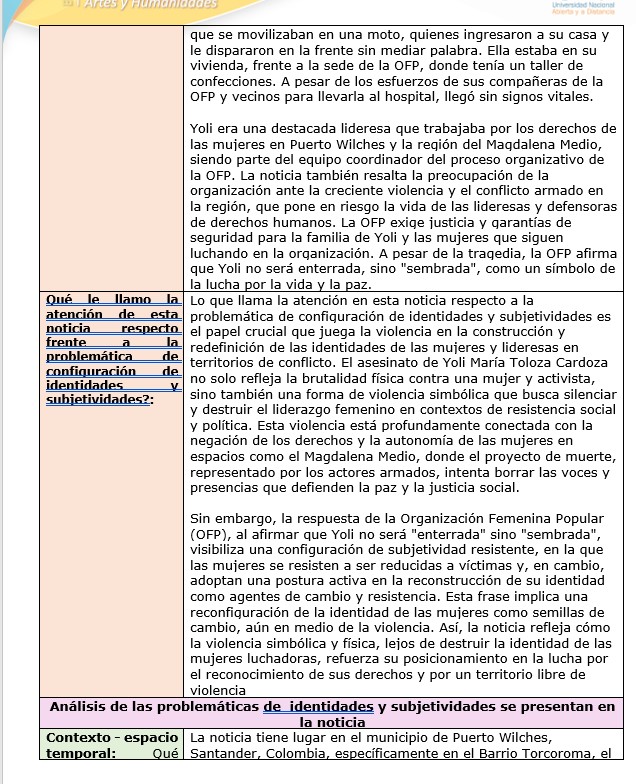 Artes y Humanidades
Universidad Nacional
Abierta y a Distancia
que se movilizaban en una moto, quienes ingresaron a su casa y
le dispararon en la frente sin mediar palabra. Ella estaba en su
vivienda, frente a la sede de la OFP, donde tenía un taller de
confecciones. A pesar de los esfuerzos de sus compañeras de la
OFP y vecinos para llevarla al hospital, llegó sin signos vitales.
Yoli era una destacada lideresa que trabajaba por los derechos de
las mujeres en Puerto Wilches y la región del Magdalena Medio,
siendo parte del equipo coordinador del proceso organizativo de
la OFP. La noticia también resalta la preocupación de la
organización ante la creciente violencia y el conflicto armado en
la región, que pone en riesgo la vida de las lideresas y defensoras
de derechos humanos. La OFP exige justicia y garantías de
seguridad para la familia de Yoli y las mujeres que siguen
luchando en la organización. A pesar de la tragedia, la OFP afirma
que Yoli no será enterrada, sino "sembrada", como un símbolo de
la lucha por la vida y la paz.
Qué le llamo la
atención de esta
noticia respecto
frente a la
problemática de
configuración de
identidades y
subjetividades?:
Lo que llama la atención en esta noticia respecto a la
problemática de configuración de identidades y subjetividades es
el papel crucial que juega la violencia en la construcción y
redefinición de las identidades de las mujeres y lideresas en
territorios de conflicto. El asesinato de Yoli María Toloza Cardoza
no solo refleja la brutalidad física contra una mujer y activista,
sino también una forma de violencia simbólica que busca silenciar
y destruir el liderazgo femenino en contextos de resistencia social
y política. Esta violencia está profundamente conectada con la
negación de los derechos y la autonomía de las mujeres en
espacios como el Magdalena Medio, donde el proyecto de muerte,
representado por los actores armados, intenta borrar las voces y
presencias que defienden la paz y la justicia social.
Sin embargo, la respuesta de la Organización Femenina Popular
(OFP), al afirmar que Yoli no será "enterrada" sino "sembrada",
visibiliza una configuración de subjetividad resistente, en la que
las mujeres se resisten a ser reducidas a víctimas y, en cambio,
adoptan una postura activa en la reconstrucción de su identidad
como agentes de cambio y resistencia. Esta frase implica una
reconfiguración de la identidad de las mujeres como semillas de
cambio, aún en medio de la violencia. Así, la noticia refleja cómo
la violencia simbólica y física, lejos de destruir la identidad de las
mujeres luchadoras, refuerza su posicionamiento en la lucha por
el reconocimiento de sus derechos y por un territorio libre de
violencia
Análisis de las problemáticas de identidades y subjetividades se presentan en
la noticia
Contexto - espacio
temporal: Qué
La noticia tiene lugar en el municipio de Puerto Wilches,
Santander, Colombia, específicamente en el Barrio Torcoroma, el